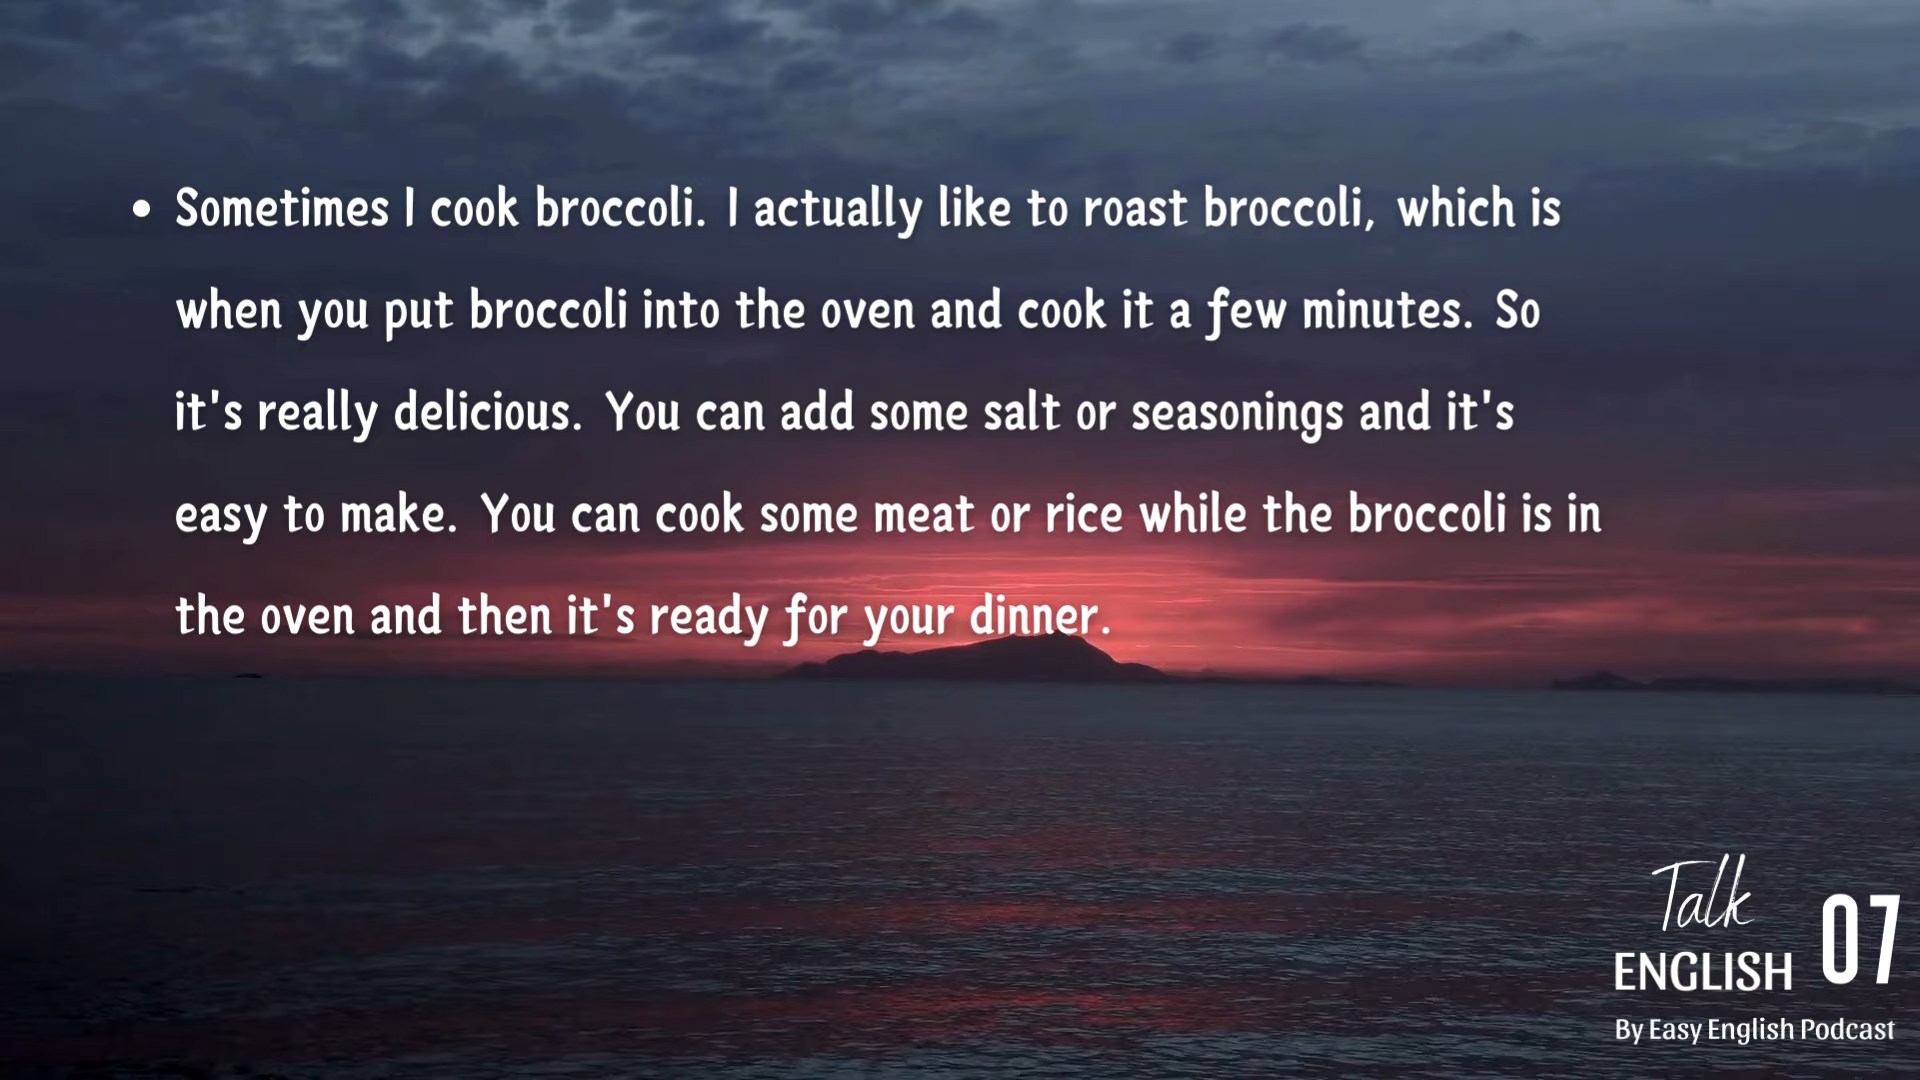 • Sometimes I cook broccoli. I actually like to roast broccoli, which is
when you put broccoli into the oven and cook it a few minutes. So
it's really delicious. You can add some salt or seasonings and it's
easy to make. You can cook some meat or rice while the broccoli is in
the oven and then it's ready for your dinner.
Talk
ENGLISH 07
By Easy English Podcast